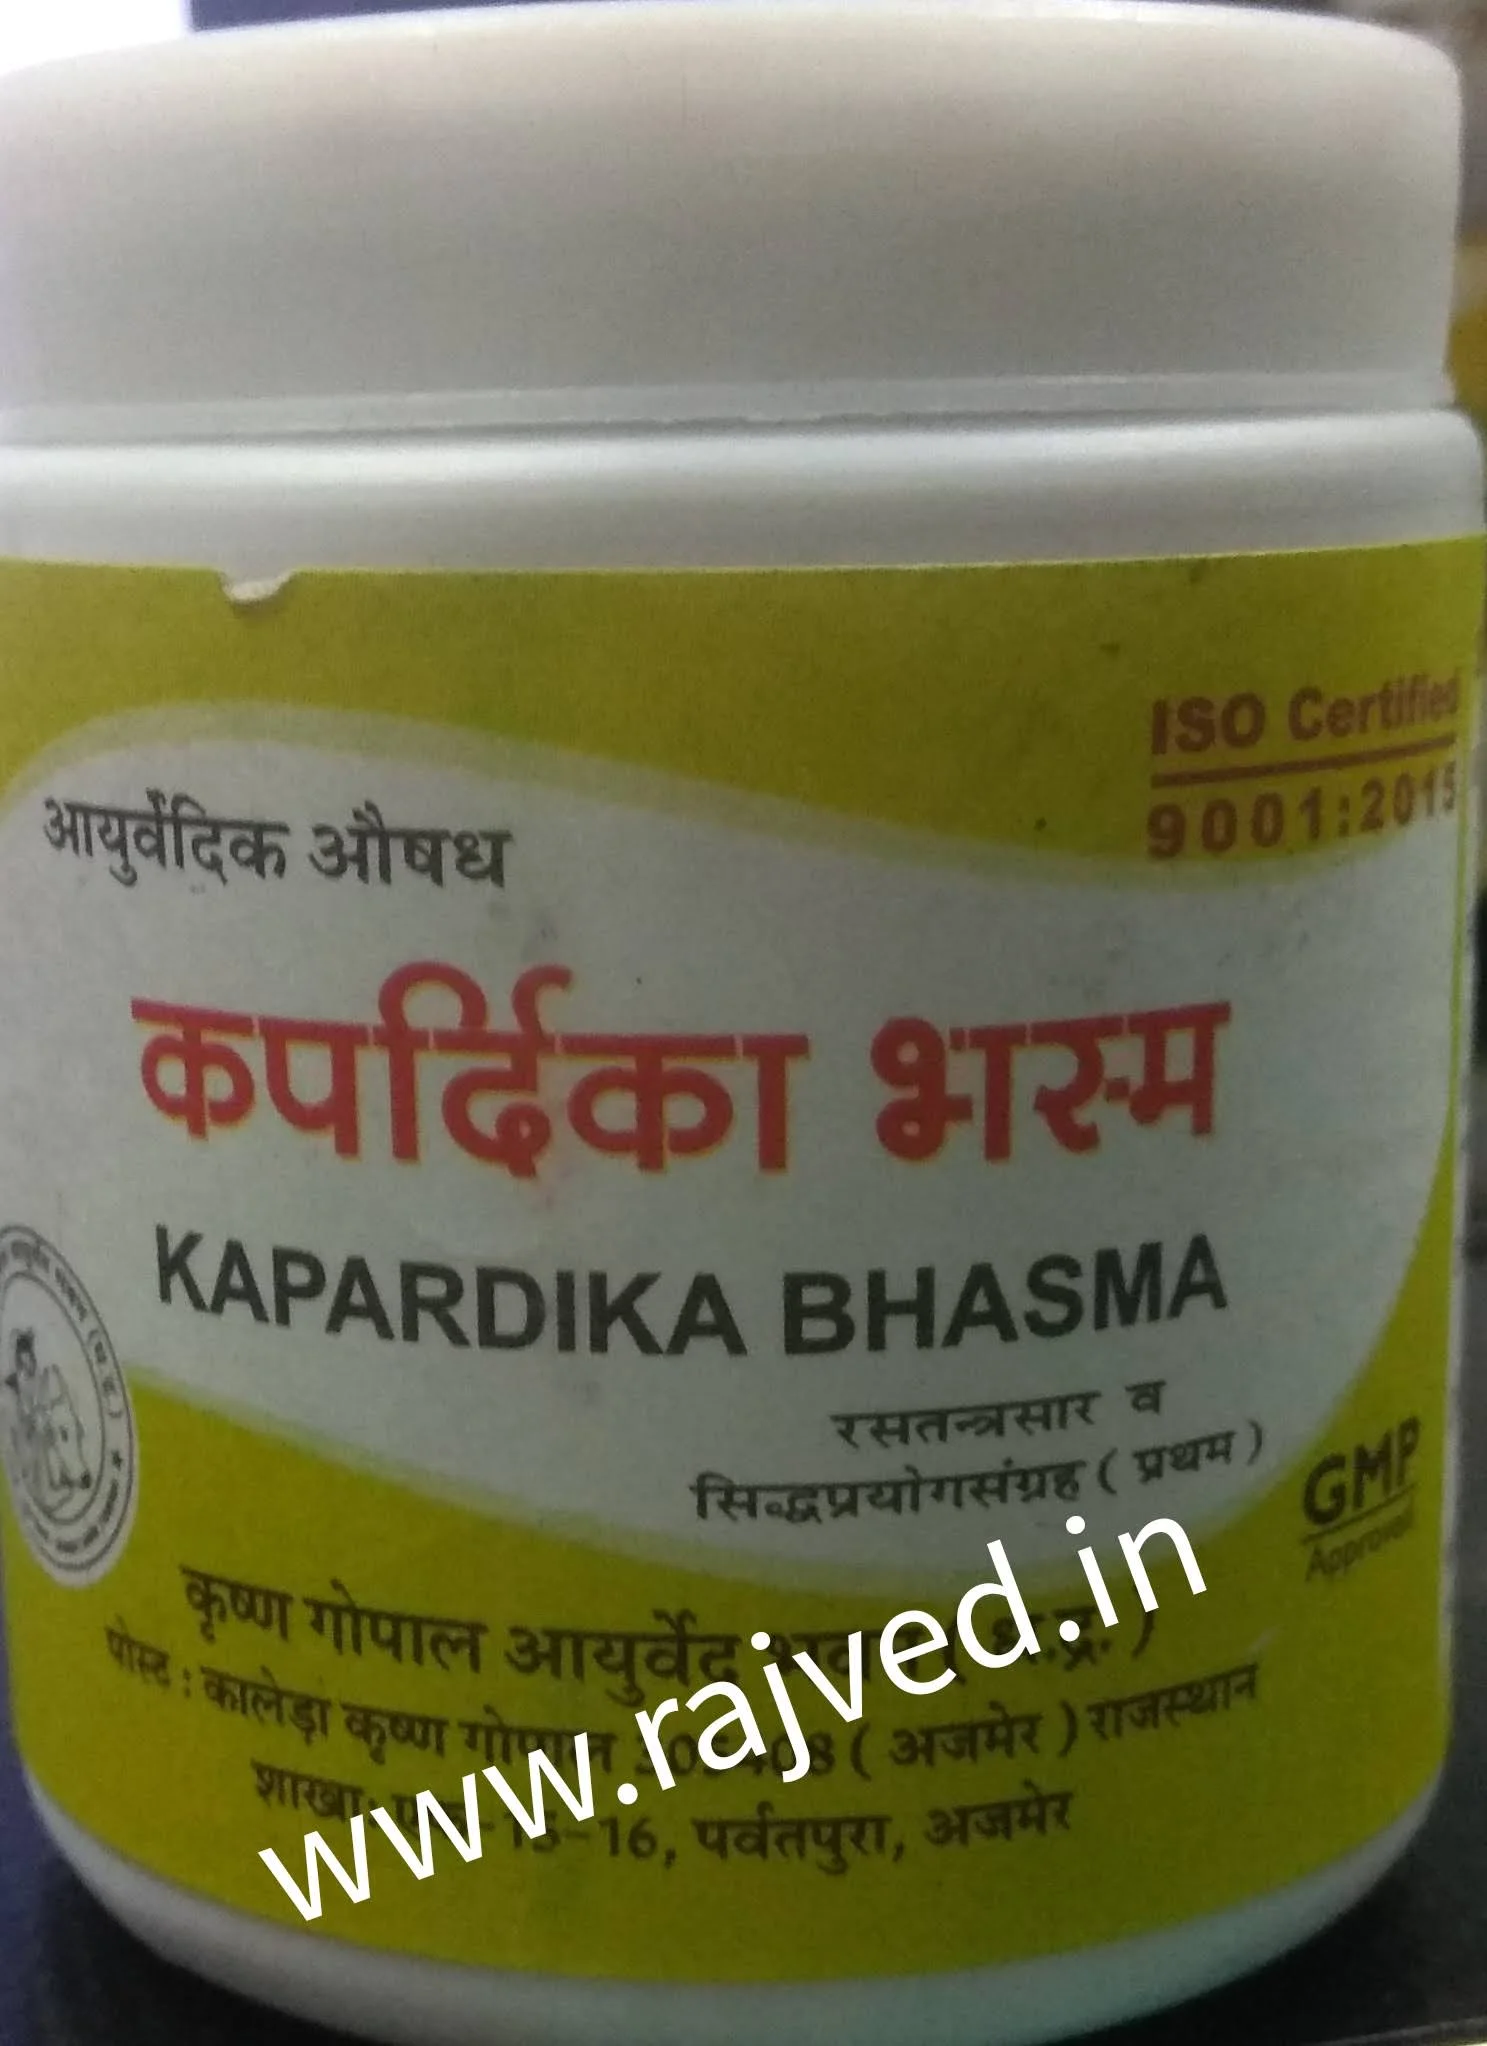 ISO Certified
9001:2015
आयुर्वेदिक औषध
कपर्दिका भस्म
KAPARDIKA BHASMA
रसतन्त्रसार व
सिद्धप्रयोगसंग्रह ( प्रथम )
GMP
Approved
कृष्ण गोपाल आयुर्वेद भवन ( ध.ट्र. )
पोस्ट : कालेड़ा कृष्ण गोपाल ( अजमेर ) राजस्थान
शाखा: 15-16, पर्वतपुरा, अजमेर
www.rajved.in